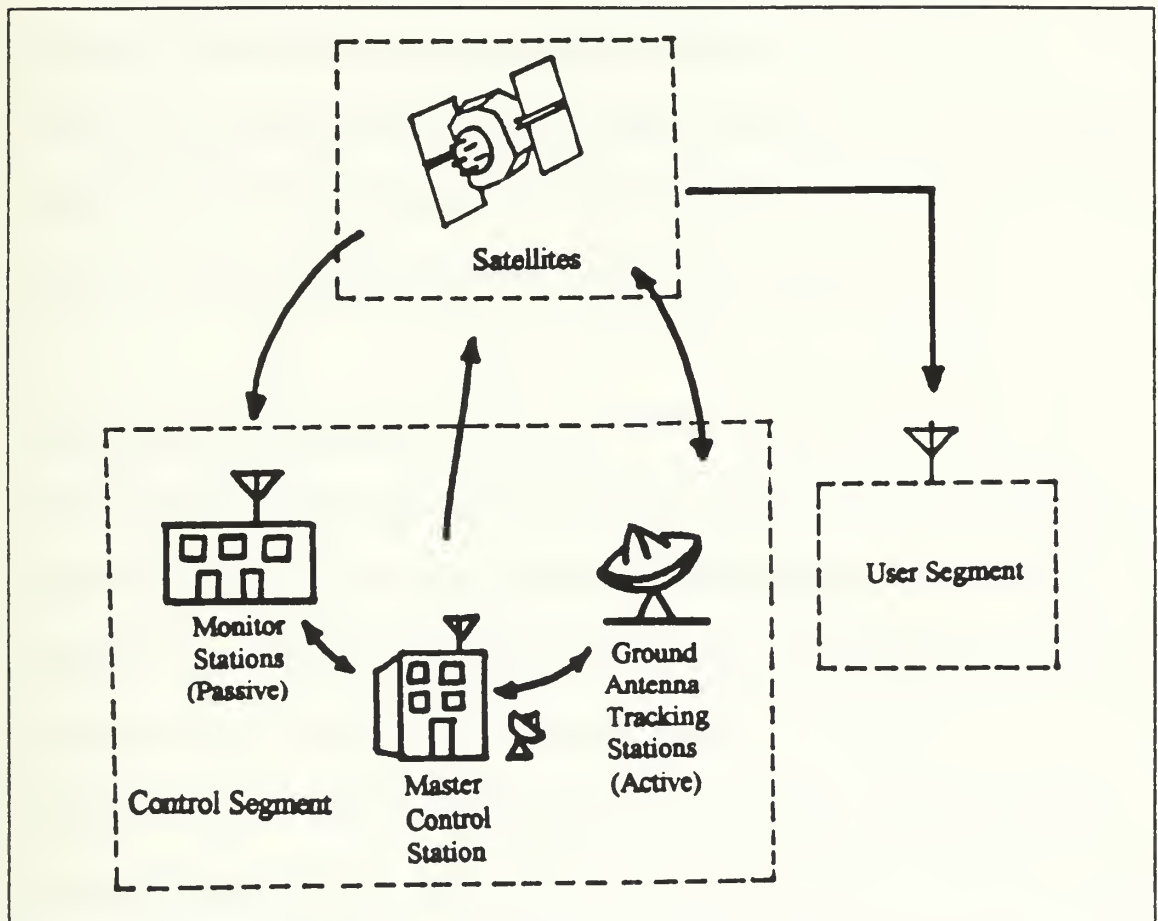 Satellites
User Segment
Monitor
Stations
(Passive)
Ground
Antenna
Tracking
Stations
(Active)
Master
Control
Station
Control Segment